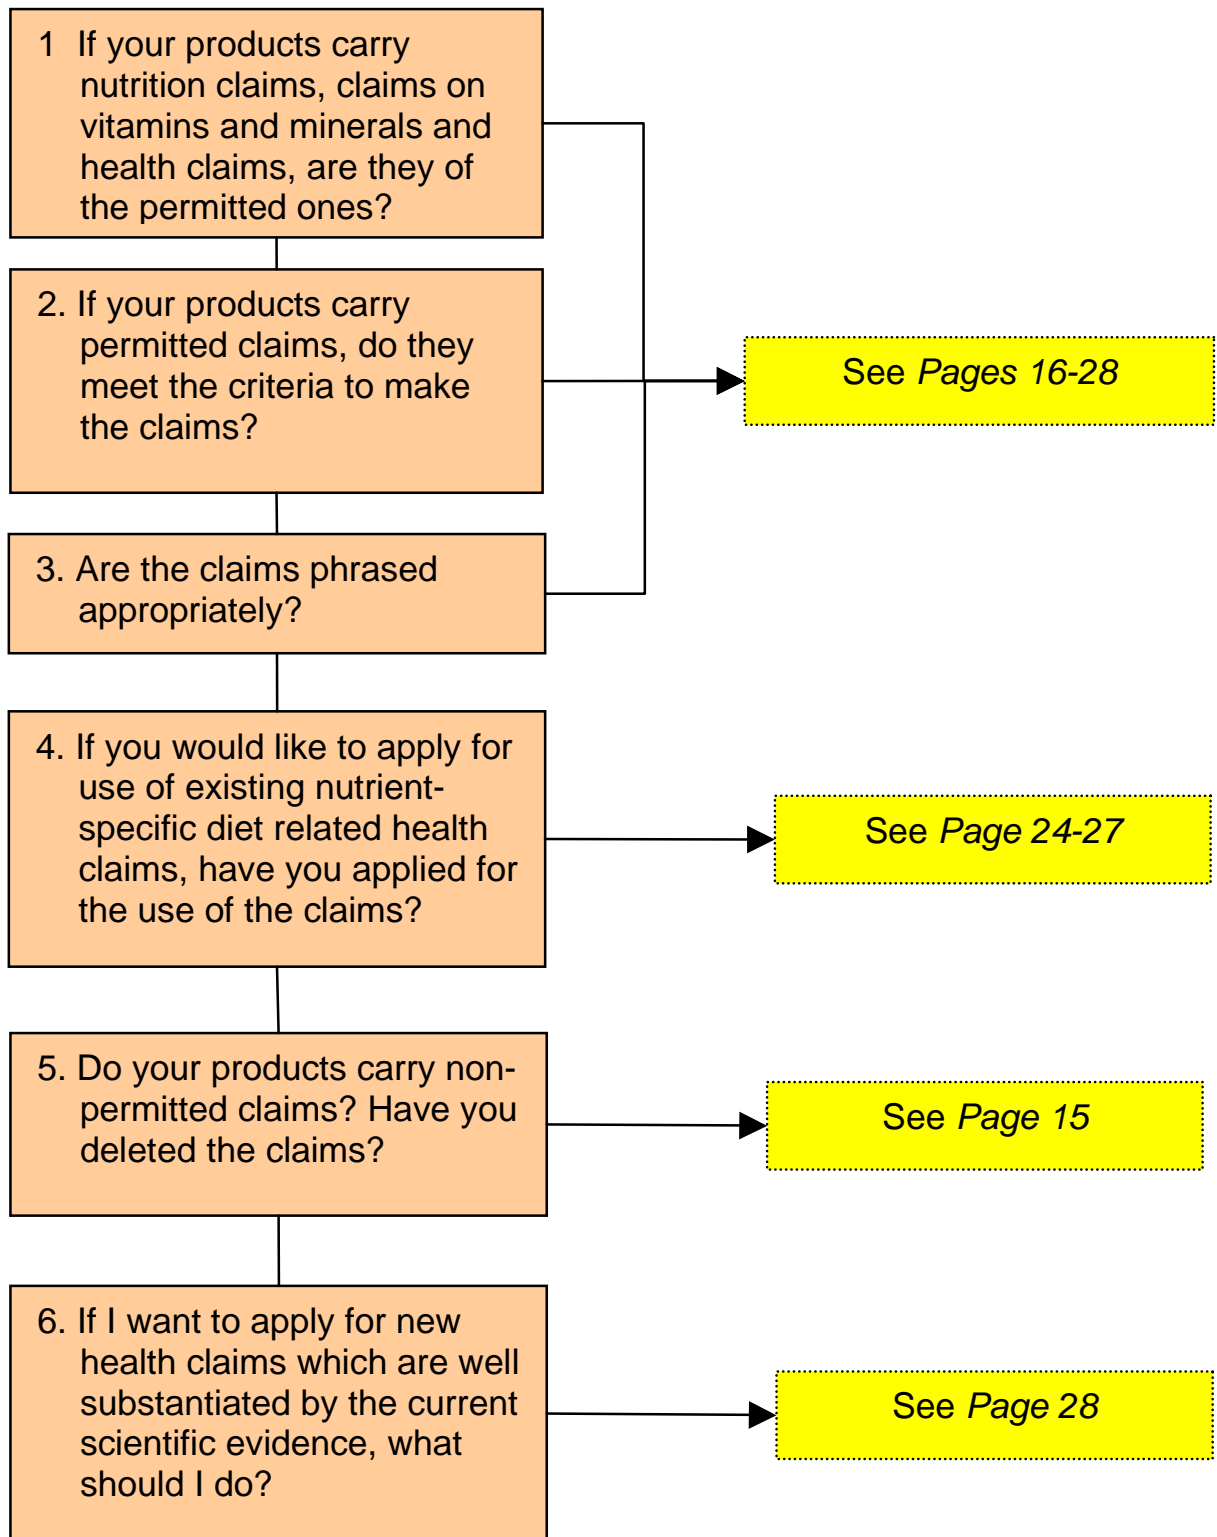 1 If your products carry
nutrition claims, claims on
vitamins and minerals and
health claims, are they of
the permitted ones?
2. If your products carry
permitted claims, do they
meet the criteria to make
the claims?
See Pages 16-28
3. Are the claims phrased
appropriately?
4. If you would like to apply for
use of existing nutrient-
specific diet related health
claims, have you applied for
the use of the claims?
See Page 24-27
5. Do your products carry non-
permitted claims? Have you
deleted the claims?
See Page 15
6. If I want to apply for new
health claims which are well
substantiated by the current
scientific evidence, what
should I do?
See Page 28